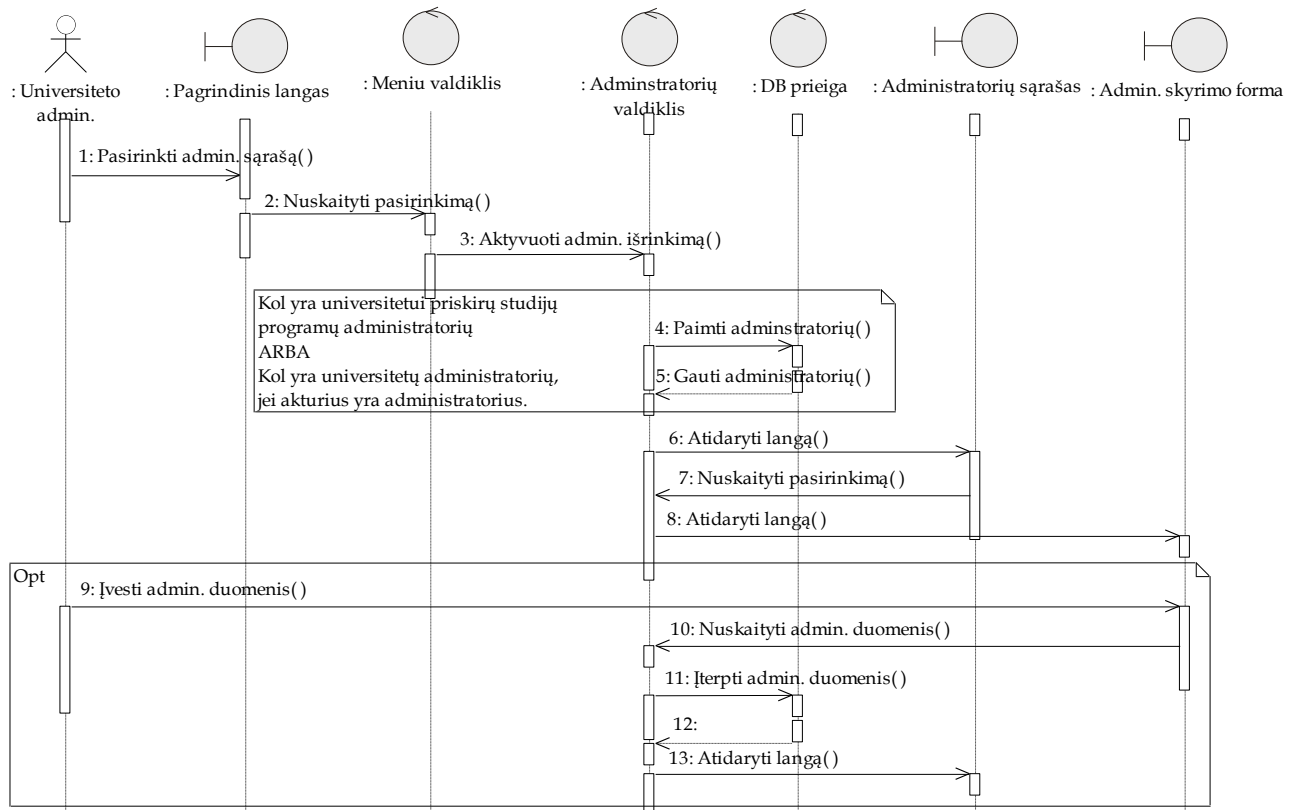 : Universiteto
admin.
: Pagrindinis langas
: Meniu valdiklis
: Adminstratorių
valdiklis
: DB prieiga
: Administratorių sąrašas
: Admin. skyrimo forma
1: Pasirinkti admin. sąrašą( )
2: Nuskaityti pasirinkimą( )
3: Aktyvuoti admin. išrinkimą( )
Kol yra universitetui priskirų studijų
programų administratorių
ARBA
Kol yra universitetų administratorių,
jei akturius yra administratorius.
4: Paimti adminstratorių( )
5: Gauti administratorių( )
6: Atidaryti langą( )
7: Nuskaityti pasirinkimą( )
8: Atidaryti langą( )
Opt
9: Įvesti admin. duomenis( )
10: Nuskaityti admin. duomenis( )
11: Įterpti admin. duomenis( )
12:
13: Atidaryti langą( )